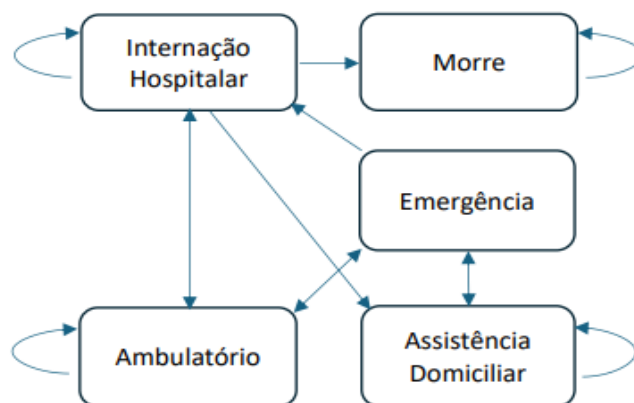 Internação
Hospitalar
Morre
Emergência
Ambulatório
Assistência
Domiciliar